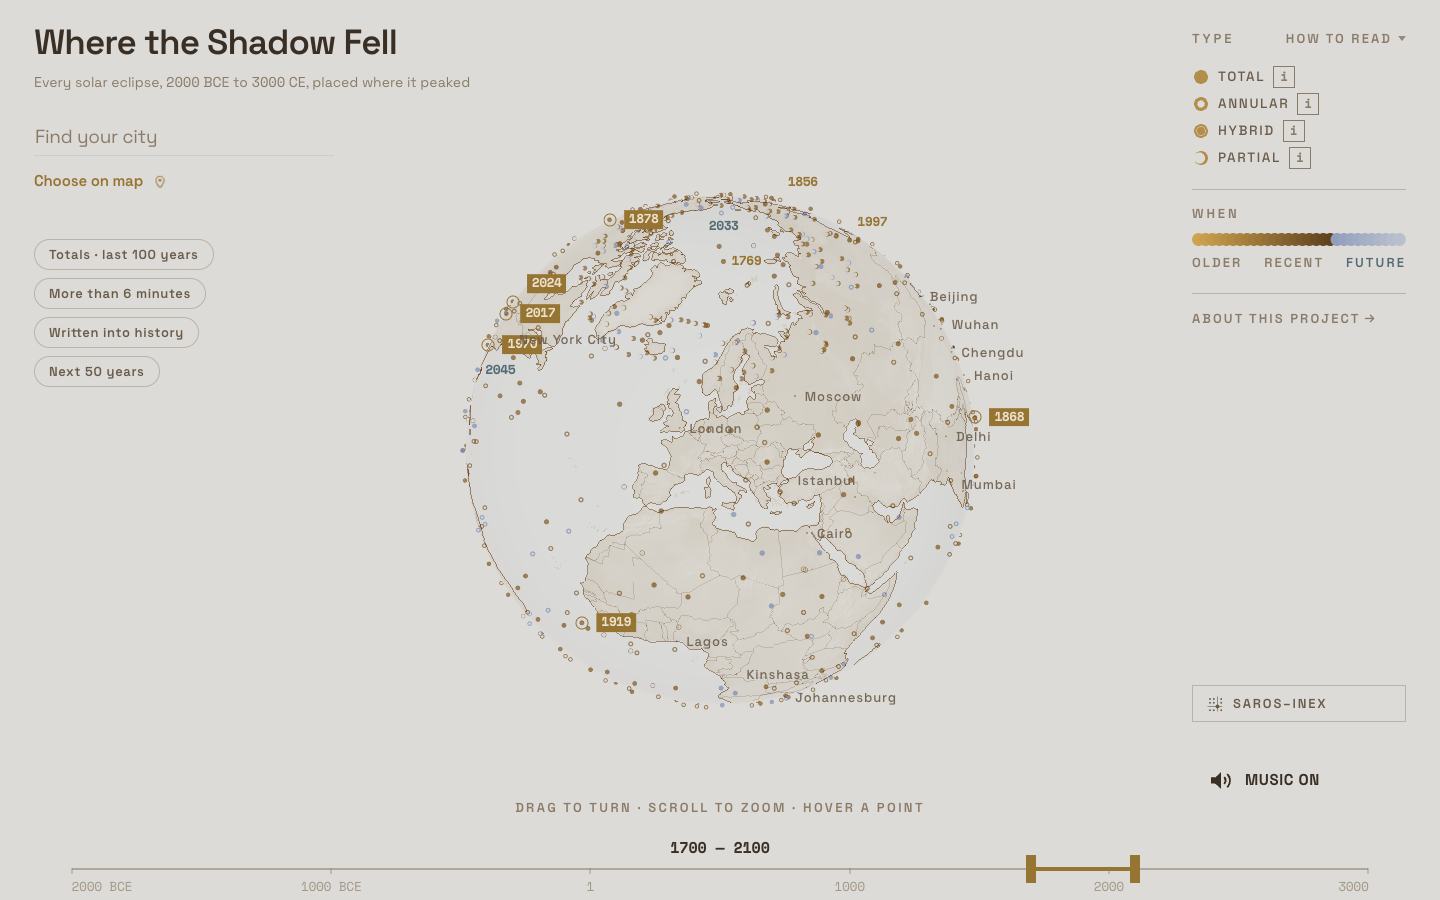 Where the Shadow Fell
Every solar eclipse, 2000 BCE to 3000 CE, placed where it peaked
Find your city
Choose on map
Totals · last 100 years
More than 6 minutes
Written into history
Next 50 years
TYPE
HOW TO READ
TOTAL i
ANNULAR i
HYBRID i
PARTIAL i
WHEN
OLDER RECENT FUTURE
ABOUT THIS PROJECT →
1856
1878
2033
1997
1769
2024
2017
1970
New York City
2045
Beijing
Wuhan
Chengdu
Hanoi
Moscow
1868
London
Delhi
Istanbul
Mumbai
Cairo
1919
Lagos
Kinshasa
Johannesburg
SAROS–INEX
MUSIC ON
DRAG TO TURN · SCROLL TO ZOOM · HOVER A POINT
1700 — 2100
2000 BCE 1000 BCE 1 1000 2000 3000